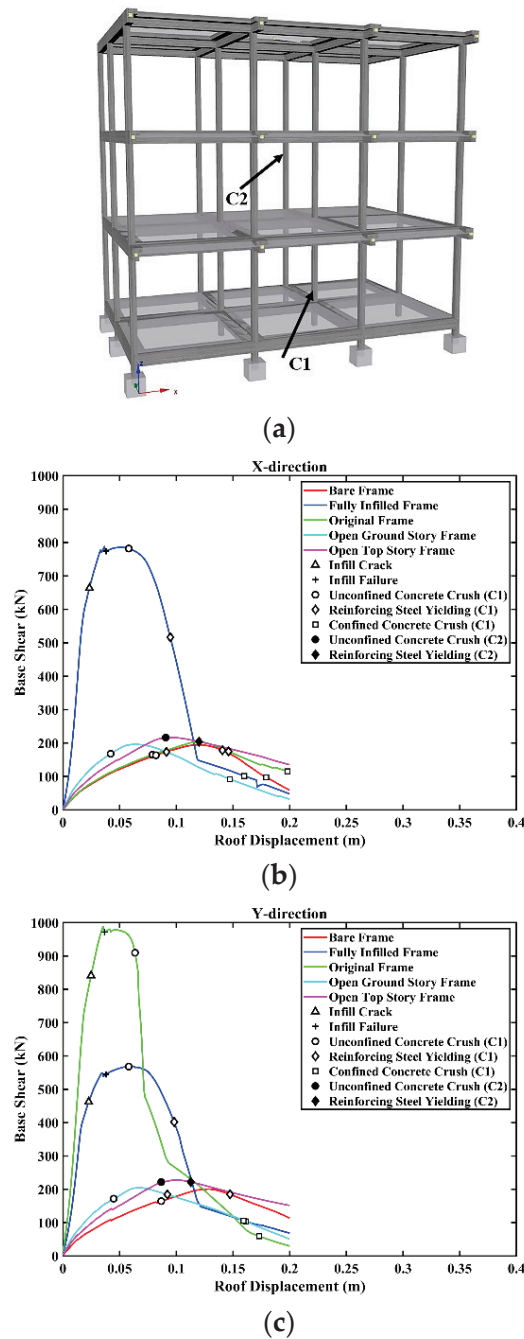 C2
C1
z
x
(a)
X-direction
1000
900
800
700
600
500
400
300
200
100
0
Base Shear (kN)
Bare Frame
Fully Infilled Frame
Original Frame
Open Ground Story Frame
Open Top Story Frame
Infill Crack
Infill Failure
Unconfined Concrete Crush (C1)
Reinforcing Steel Yielding (C1)
Confined Concrete Crush (C1)
Unconfined Concrete Crush (C2)
Reinforcing Steel Yielding (C2)
0 0.05 0.1 0.15 0.2 0.25 0.3 0.35 0.4
Roof Displacement (m)
(b)
Y-direction
1000
900
800
700
600
500
400
300
200
100
0
Base Shear (kN)
Bare Frame
Fully Infilled Frame
Original Frame
Open Ground Story Frame
Open Top Story Frame
Infill Crack
Infill Failure
Unconfined Concrete Crush (C1)
Reinforcing Steel Yielding (C1)
Confined Concrete Crush (C1)
Unconfined Concrete Crush (C2)
Reinforcing Steel Yielding (C2)
0 0.05 0.1 0.15 0.2 0.25 0.3 0.35 0.4
Roof Displacement (m)
(c)